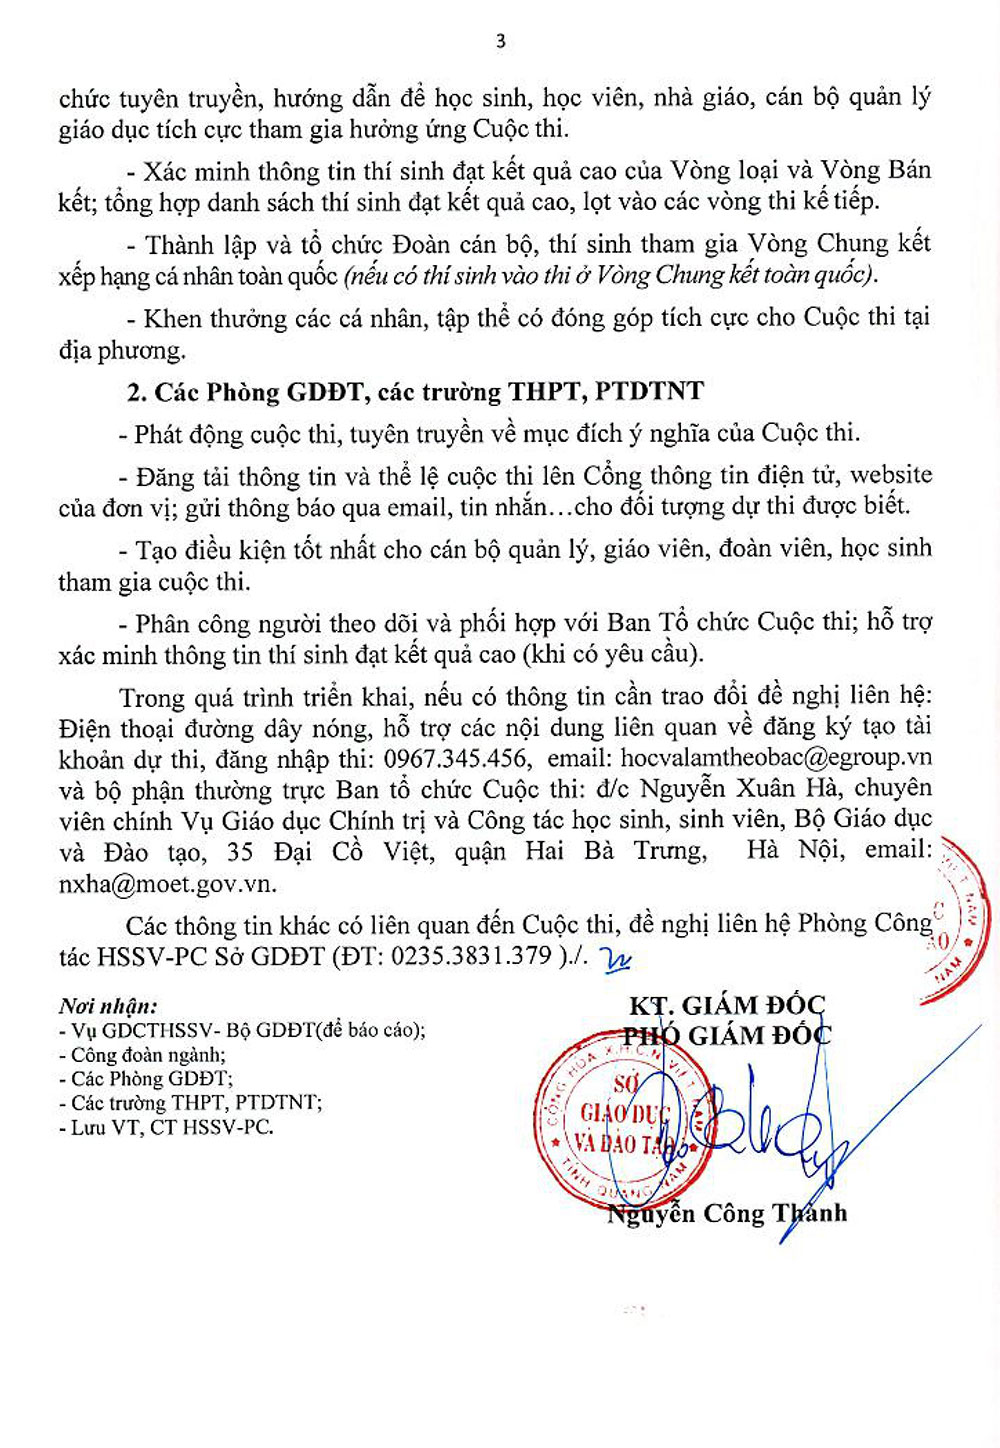 3
chức tuyên truyền, hướng dẫn để học sinh, học viên, nhà giáo, cán bộ quản lý
giáo dục tích cực tham gia hưởng ứng Cuộc thi.
- Xác minh thông tin thí sinh đạt kết quả cao của Vòng loại và Vòng Bán
kết; tổng hợp danh sách thí sinh đạt kết quả cao, lọt vào các vòng thi kế tiếp.
- Thành lập và tổ chức Đoàn cán bộ, thí sinh tham gia Vòng Chung kết
xếp hạng cá nhân toàn quốc (nếu có thí sinh vào thi ở Vòng Chung kết toàn quốc).
- Khen thưởng các cá nhân, tập thể có đóng góp tích cực cho Cuộc thi tại
địa phương.
2. Các Phòng GDĐT, các trường THPT, PTDTNT
- Phát động cuộc thi, tuyên truyền về mục đích ý nghĩa của Cuộc thi.
- Đăng tải thông tin và thể lệ cuộc thi lên Cổng thông tin điện tử, website
của đơn vị; gửi thông báo qua email, tin nhắn…cho đối tượng dự thi được biết.
- Tạo điều kiện tốt nhất cho cán bộ quản lý, giáo viên, đoàn viên, học sinh
tham gia cuộc thi.
- Phân công người theo dõi và phối hợp với Ban Tổ chức Cuộc thi; hỗ trợ
xác minh thông tin thí sinh đạt kết quả cao (khi có yêu cầu).
Trong quá trình triển khai, nếu có thông tin cần trao đổi đề nghị liên hệ:
Điện thoại đường dây nóng, hỗ trợ các nội dung liên quan về đăng ký tạo tài
khoản dự thi, đăng nhập thi: 0967.345.456, email: hocvalamtheobac@egroup.vn
và bộ phận thường trực Ban tổ chức Cuộc thi: đ/c Nguyễn Xuân Hà, chuyên
viên chính Vụ Giáo dục Chính trị và Công tác học sinh, sinh viên, Bộ Giáo dục
và Đào tạo, 35 Đại Cồ Việt, quận Hai Bà Trưng, Hà Nội, email:
nxha@moet.gov.vn.
Các thông tin khác có liên quan đến Cuộc thi, đề nghị liên hệ Phòng Công
tác HSSV-PC Sở GDĐT (ĐT: 0235.3831.379 )./.
Nơi nhận:
- Vụ GDCTHSSV- Bộ GDĐT(để báo cáo);
- Công đoàn ngành;
- Các Phòng GDĐT;
- Các trường THPT, PTDTNT;
- Lưu VT, CT HSSV-PC.
KT. GIÁM ĐỐC
PHÓ GIÁM ĐỐC
CỘNG HÒA X.H.C.N VIỆT NAM
SỞ
GIÁO DỤC
VÀ ĐÀO TẠO
TỈNH QUẢNG NAM
Nguyễn Công Thành